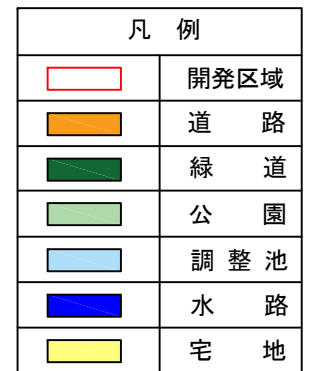 凡 例
開発区域
道 路
緑 道
公 園
調 整 池
水 路
宅 地